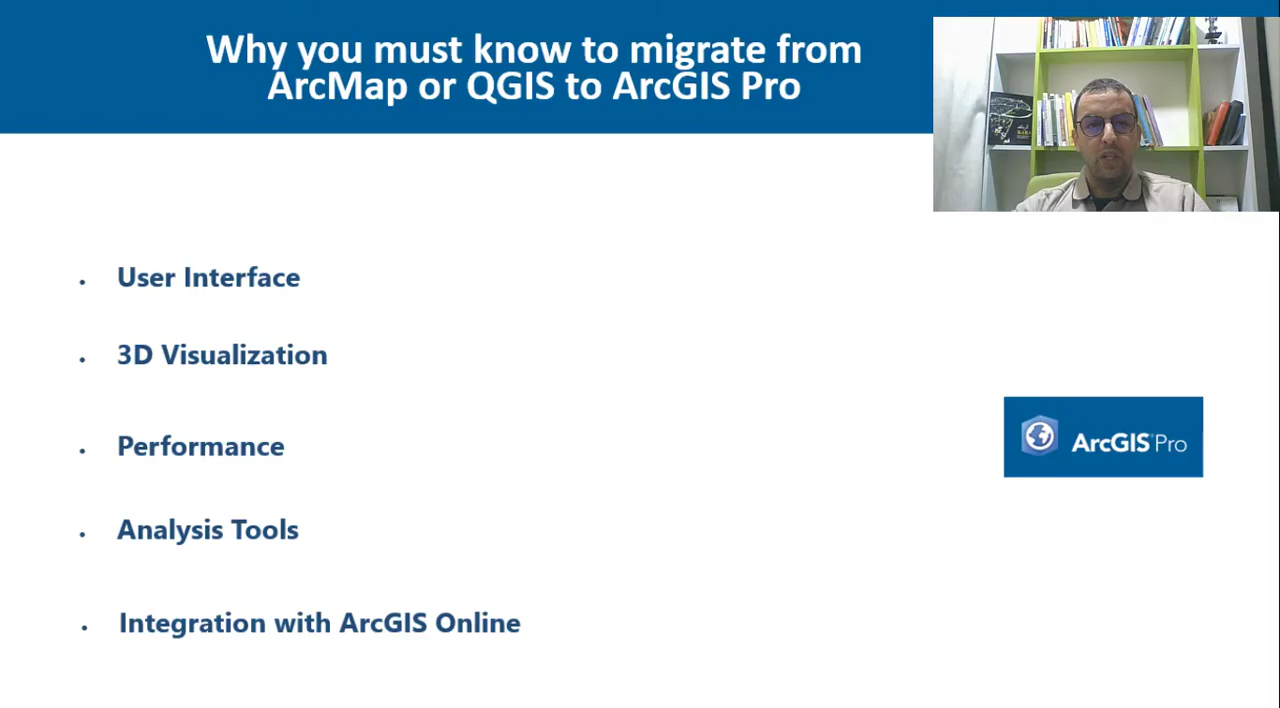 Why you must know to migrate from
ArcMap or QGIS to ArcGIS Pro
• User Interface
• 3D Visualization
• Performance
• Analysis Tools
• Integration with ArcGIS Online
ArcGIS Pro